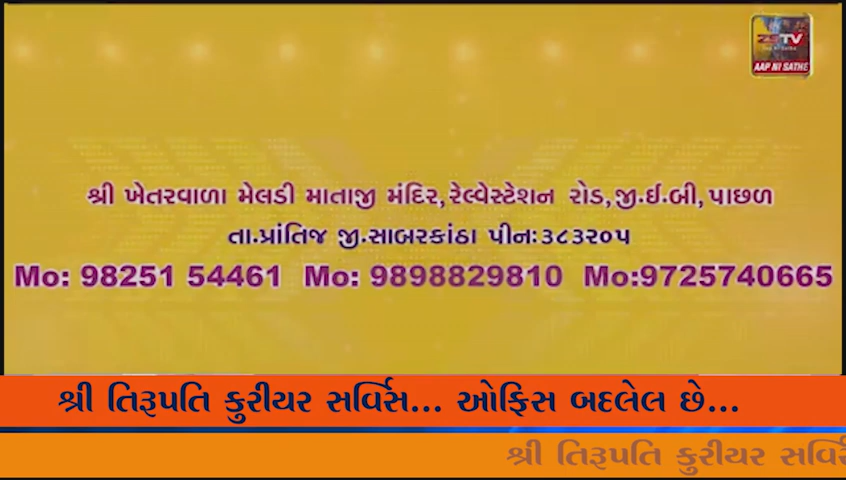 ZSTV
AAP NI SATHE
શ્રી ખેતરવાળા મેલડી માતાજી મંદિર,રેલ્વેસ્ટેશન રોડ,જી.ઈ.બી,પાછળ
તા.પ્રાંતિજ જી.સાબરકાંઠા પીનઃ૩૮૩૨૦૫
Mo: 98251 54461 Mo: 9898829810 Mo:9725740665
શ્રી તિરૂપતિ કુરીયર સર્વિસ... ઓફિસ બદલેલ છે...
શ્રી તિરૂપતિ કુરીયર